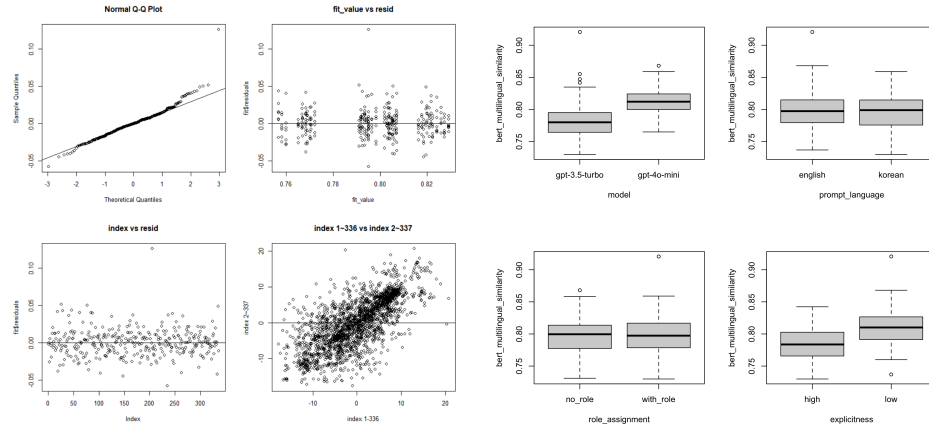 Normal Q-Q Plot
Sample Quantiles
-0.05 0.00 0.05 0.10
-3 -2 -1 0 1 2 3
Theoretical Quantiles
fit_value vs resid
fit$residuals
-0.05 0.00 0.05 0.10
0.76 0.78 0.80 0.82
fit_value
bert_multilingual_similarity
0.75 0.80 0.85 0.90
gpt-3.5-turbo gpt-4o-mini
model
bert_multilingual_similarity
0.75 0.80 0.85 0.90
english korean
prompt_language
index vs resid
fit$residuals
-0.05 0.00 0.05 0.10
0 50 100 150 200 250 300
Index
index 1~336 vs index 2~337
index 2~337
-10 0 10 20
-10 0 10 20
index 1-336
bert_multilingual_similarity
0.75 0.80 0.85 0.90
no_role with_role
role_assignment
bert_multilingual_similarity
0.75 0.80 0.85 0.90
high low
explicitness